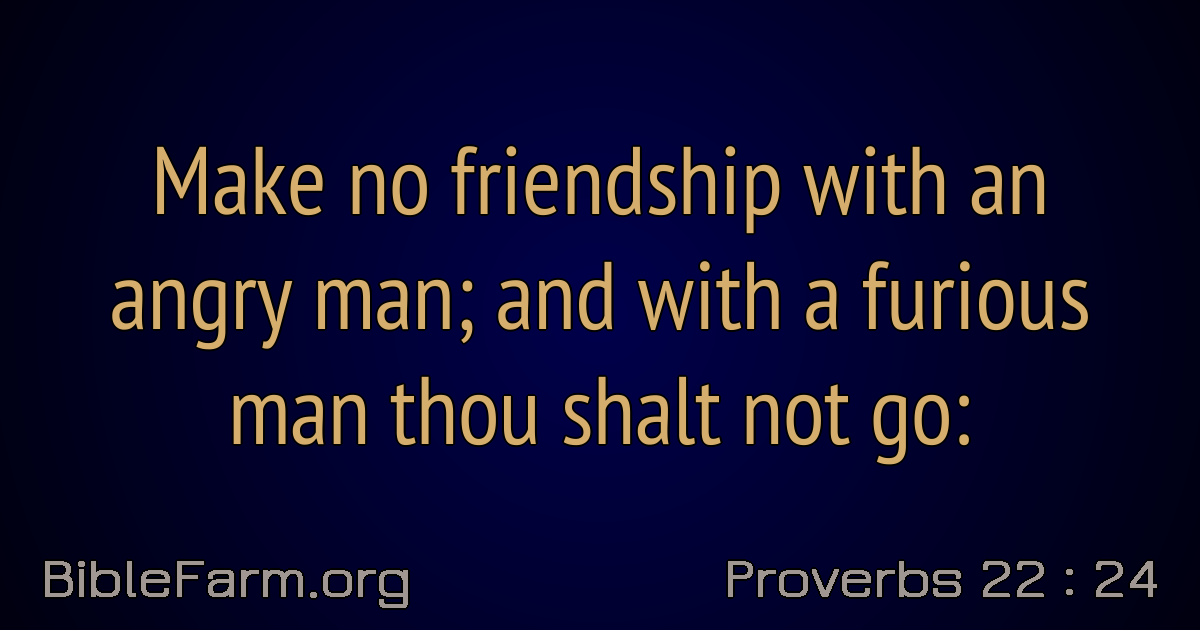 Make no friendship with an
angry man; and with a furious
man thou shalt not go:
BibleFarm.org
Proverbs 22 : 24